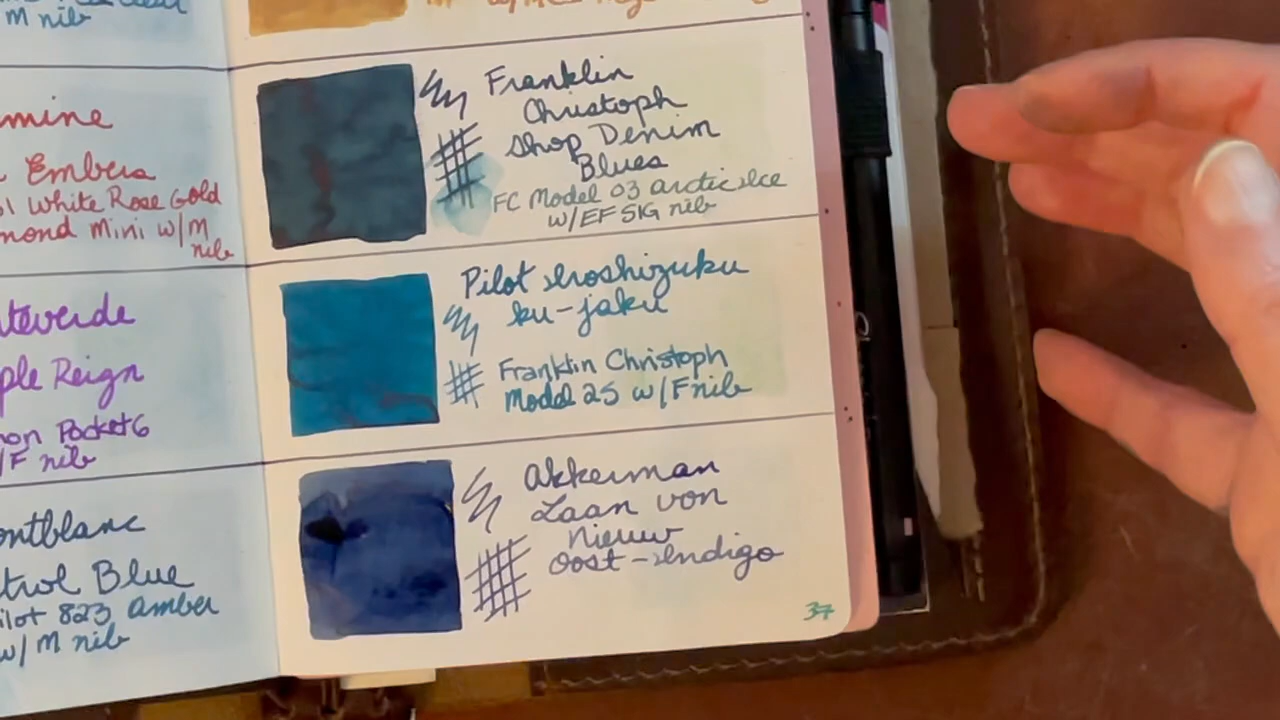 M nib
mine
Embers
White Rose Gold
mond Mini w/M
nib
teverde
ple Reign
on Pocket 6
/F nib
ontblanc
trol Blue
ilot 823 amber
w/ M nib
Franklin
Christoph
Shop Denim
Blues
FC Model 03 arctic Ice
w/EF SIG nib
Pilot Iroshizuku
ku-jaku
Franklin Christoph
Model 25 w/F nib
Akkerman
Laan von
Nieuw
Oost-Indigo
37